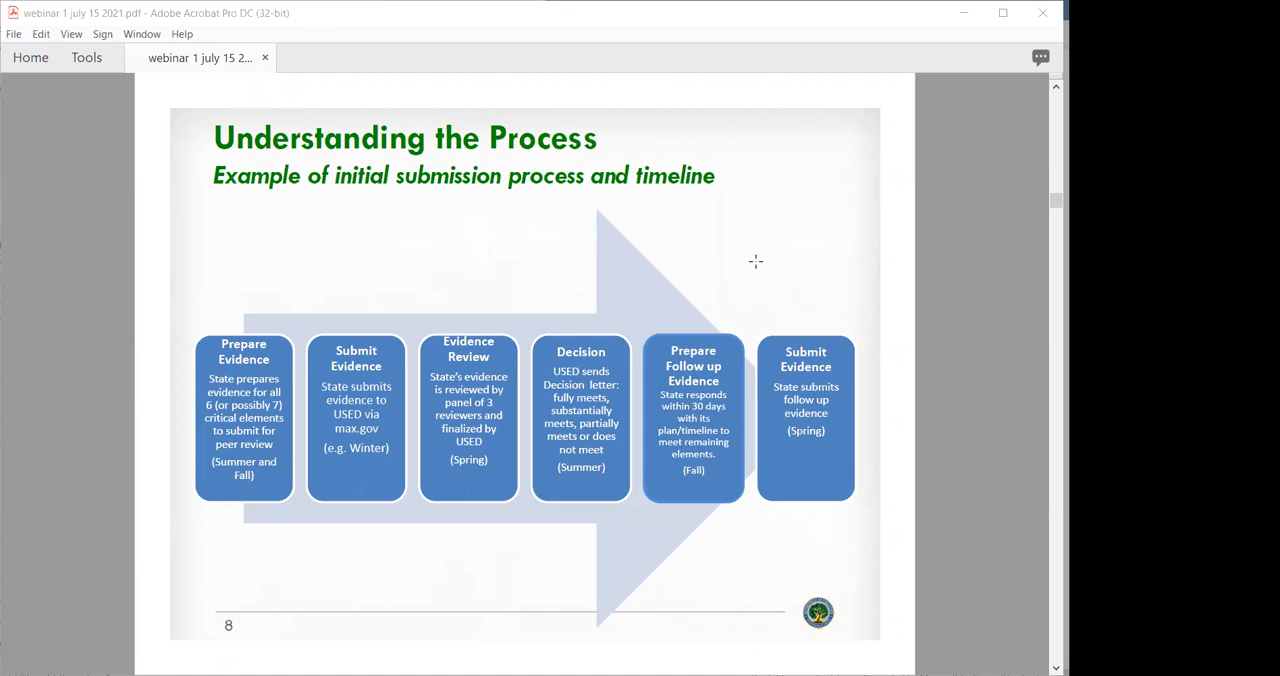 webinar 1 july 15 2021.pdf - Adobe Acrobat Pro DC (32-bit)
File Edit View Sign Window Help
Home Tools webinar 1 july 15 2... ×
Understanding the Process
Example of initial submission process and timeline
Prepare
Evidence
State prepares
evidence for all
6 (or possibly 7)
critical elements
to submit for
peer review
(Summer and
Fall)
Submit
Evidence
State submits
evidence to
USED via
max.gov
(e.g. Winter)
Evidence
Review
State's evidence
is reviewed by
panel of 3
reviewers and
finalized by
USED
(Spring)
Decision
USED sends
Decision letter:
fully meets,
substantially
meets, partially
meets or does
not meet
(Summer)
Prepare
Follow up
Evidence
State responds
within 30 days
with its
plan/timeline to
meet remaining
elements.
(Fall)
Submit
Evidence
State submits
follow up
evidence
(Spring)
8